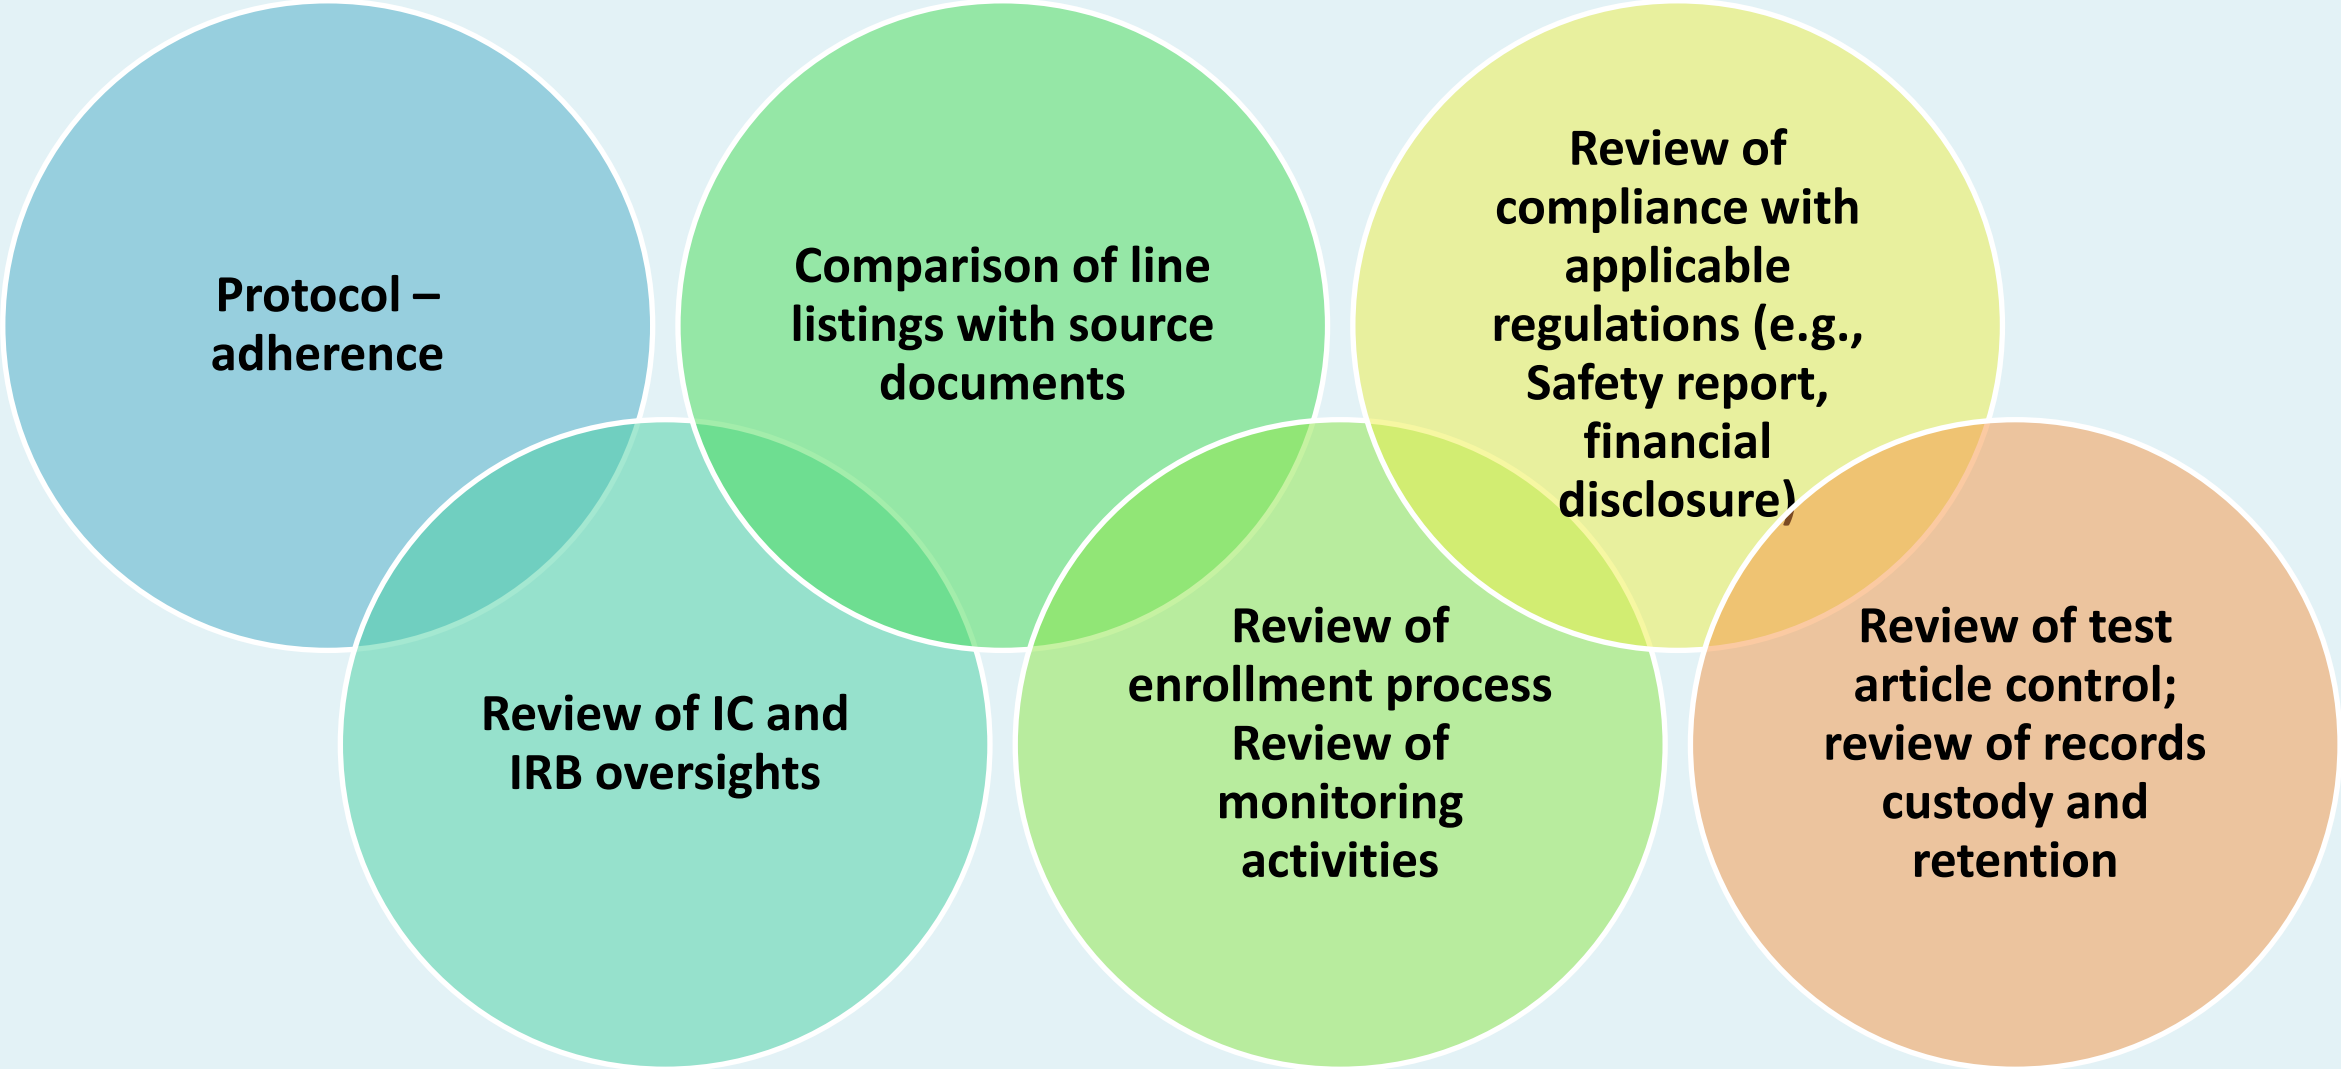 Protocol –
adherence
Review of IC and
IRB oversights
Comparison of line
listings with source
documents
Review of
enrollment process
Review of
monitoring
activities
Review of
compliance with
applicable
regulations (e.g.,
Safety report,
financial
disclosure)
Review of test
article control;
review of records
custody and
retention